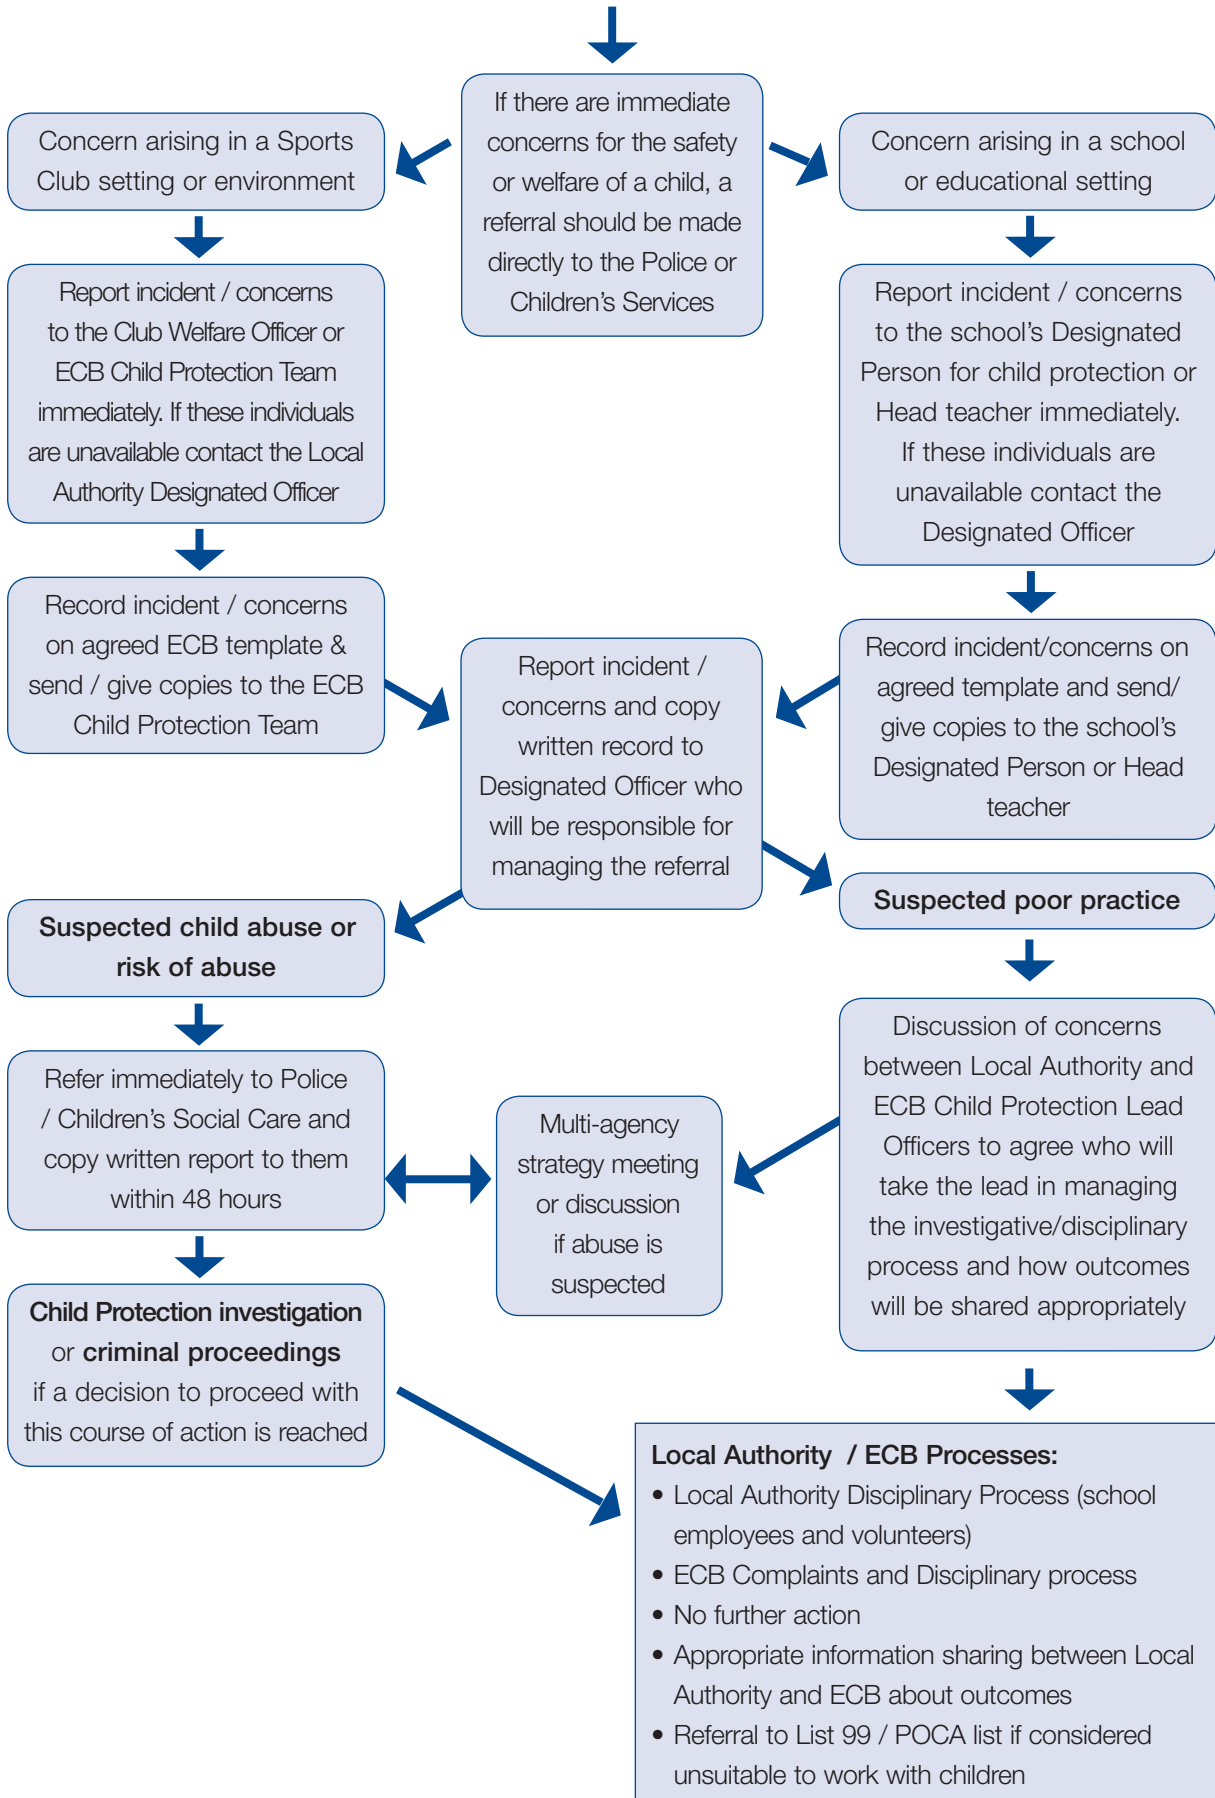 If there are immediate
concerns for the safety
or welfare of a child, a
referral should be made
directly to the Police or
Children’s Services
Concern arising in a Sports
Club setting or environment
Concern arising in a school
or educational setting
Report incident / concerns
to the Club Welfare Officer or
ECB Child Protection Team
immediately. If these individuals
are unavailable contact the Local
Authority Designated Officer
Report incident / concerns
to the school’s Designated
Person for child protection or
Head teacher immediately.
If these individuals are
unavailable contact the
Designated Officer
Record incident / concerns
on agreed ECB template &
send / give copies to the ECB
Child Protection Team
Record incident/concerns on
agreed template and send/
give copies to the school’s
Designated Person or Head
teacher
Report incident /
concerns and copy
written record to
Designated Officer who
will be responsible for
managing the referral
Suspected child abuse or
risk of abuse
Suspected poor practice
Refer immediately to Police
/ Children’s Social Care and
copy written report to them
within 48 hours
Multi-agency
strategy meeting
or discussion
if abuse is
suspected
Discussion of concerns
between Local Authority and
ECB Child Protection Lead
Officers to agree who will
take the lead in managing
the investigative/disciplinary
process and how outcomes
will be shared appropriately
Child Protection investigation
or criminal proceedings
if a decision to proceed with
this course of action is reached
Local Authority / ECB Processes:
• Local Authority Disciplinary Process (school
employees and volunteers)
• ECB Complaints and Disciplinary process
• No further action
• Appropriate information sharing between Local
Authority and ECB about outcomes
• Referral to List 99 / POCA list if considered
unsuitable to work with children